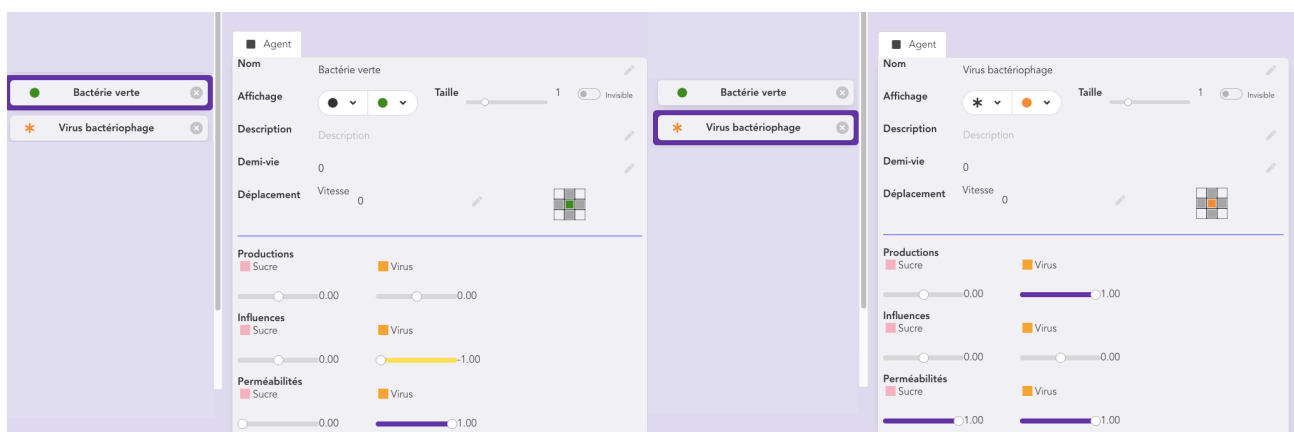 Agent
Nom
Bactérie verte
Bactérie verte
Affichage
Taille
1
Invisible
Virus bactériophage
Description
Description
Demi-vie
0
Déplacement
Vitesse
0
Productions
Sucre
Virus
0.00
0.00
Influences
Sucre
Virus
0.00
-1.00
Perméabilités
Sucre
Virus
0.00
1.00
Agent
Nom
Virus bactériophage
Bactérie verte
Affichage
Taille
1
Invisible
Virus bactériophage
Description
Description
Demi-vie
0
Déplacement
Vitesse
0
Productions
Sucre
Virus
0.00
1.00
Influences
Sucre
Virus
0.00
0.00
Perméabilités
Sucre
Virus
1.00
1.00